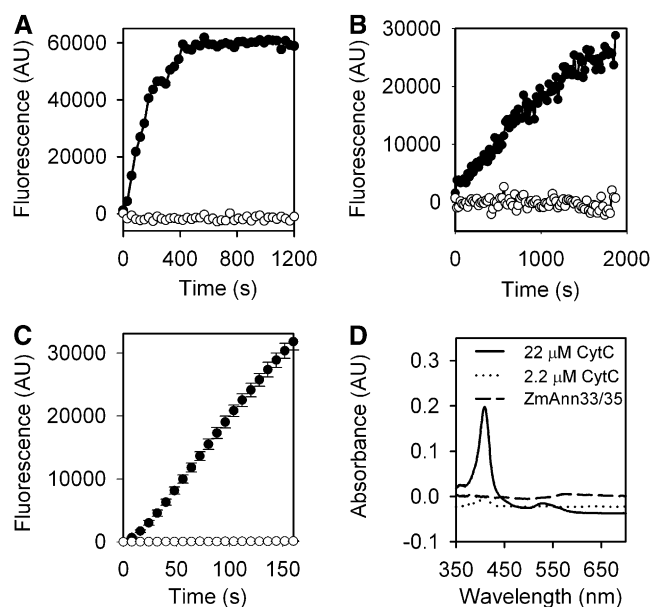 A
Fluorescence (AU)
60000
40000
20000
0
0 400 800 1200
Time (s)
B
Fluorescence (AU)
30000
20000
10000
0
0 1000 2000
Time (s)
C
Fluorescence (AU)
30000
20000
10000
0
0 50 100 150
Time (s)
D
Absorbance (AU)
0.3
0.2
0.1
0.0
-0.1
22 μM CytC
2.2 μM CytC
ZmAnn33/35
350 450 550 650
Wavelength (nm)